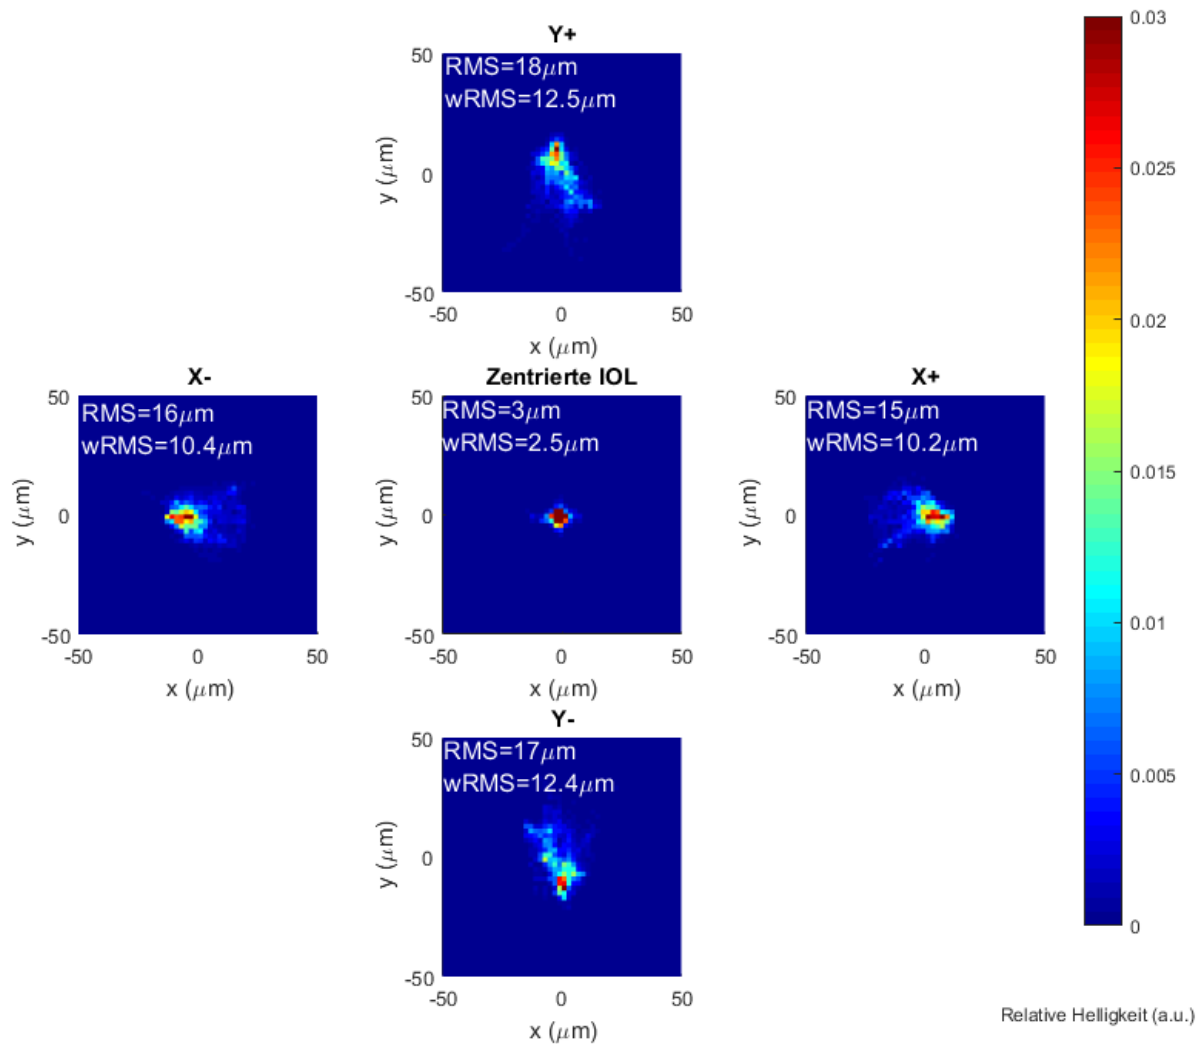 Y+
50
RMS=18μm
wRMS=12.5μm
y (μm)
0
-50
-50 0 50
x (μm)
X-
50
RMS=16μm
wRMS=10.4μm
y (μm)
0
-50
-50 0 50
x (μm)
Zentrierte IOL
50
RMS=3μm
wRMS=2.5μm
y (μm)
0
-50
-50 0 50
x (μm)
X+
50
RMS=15μm
wRMS=10.2μm
y (μm)
0
-50
-50 0 50
x (μm)
Y-
50
RMS=17μm
wRMS=12.4μm
y (μm)
0
-50
-50 0 50
x (μm)
0.03
0.025
0.02
0.015
0.01
0.005
0
Relative Helligkeit (a.u.)